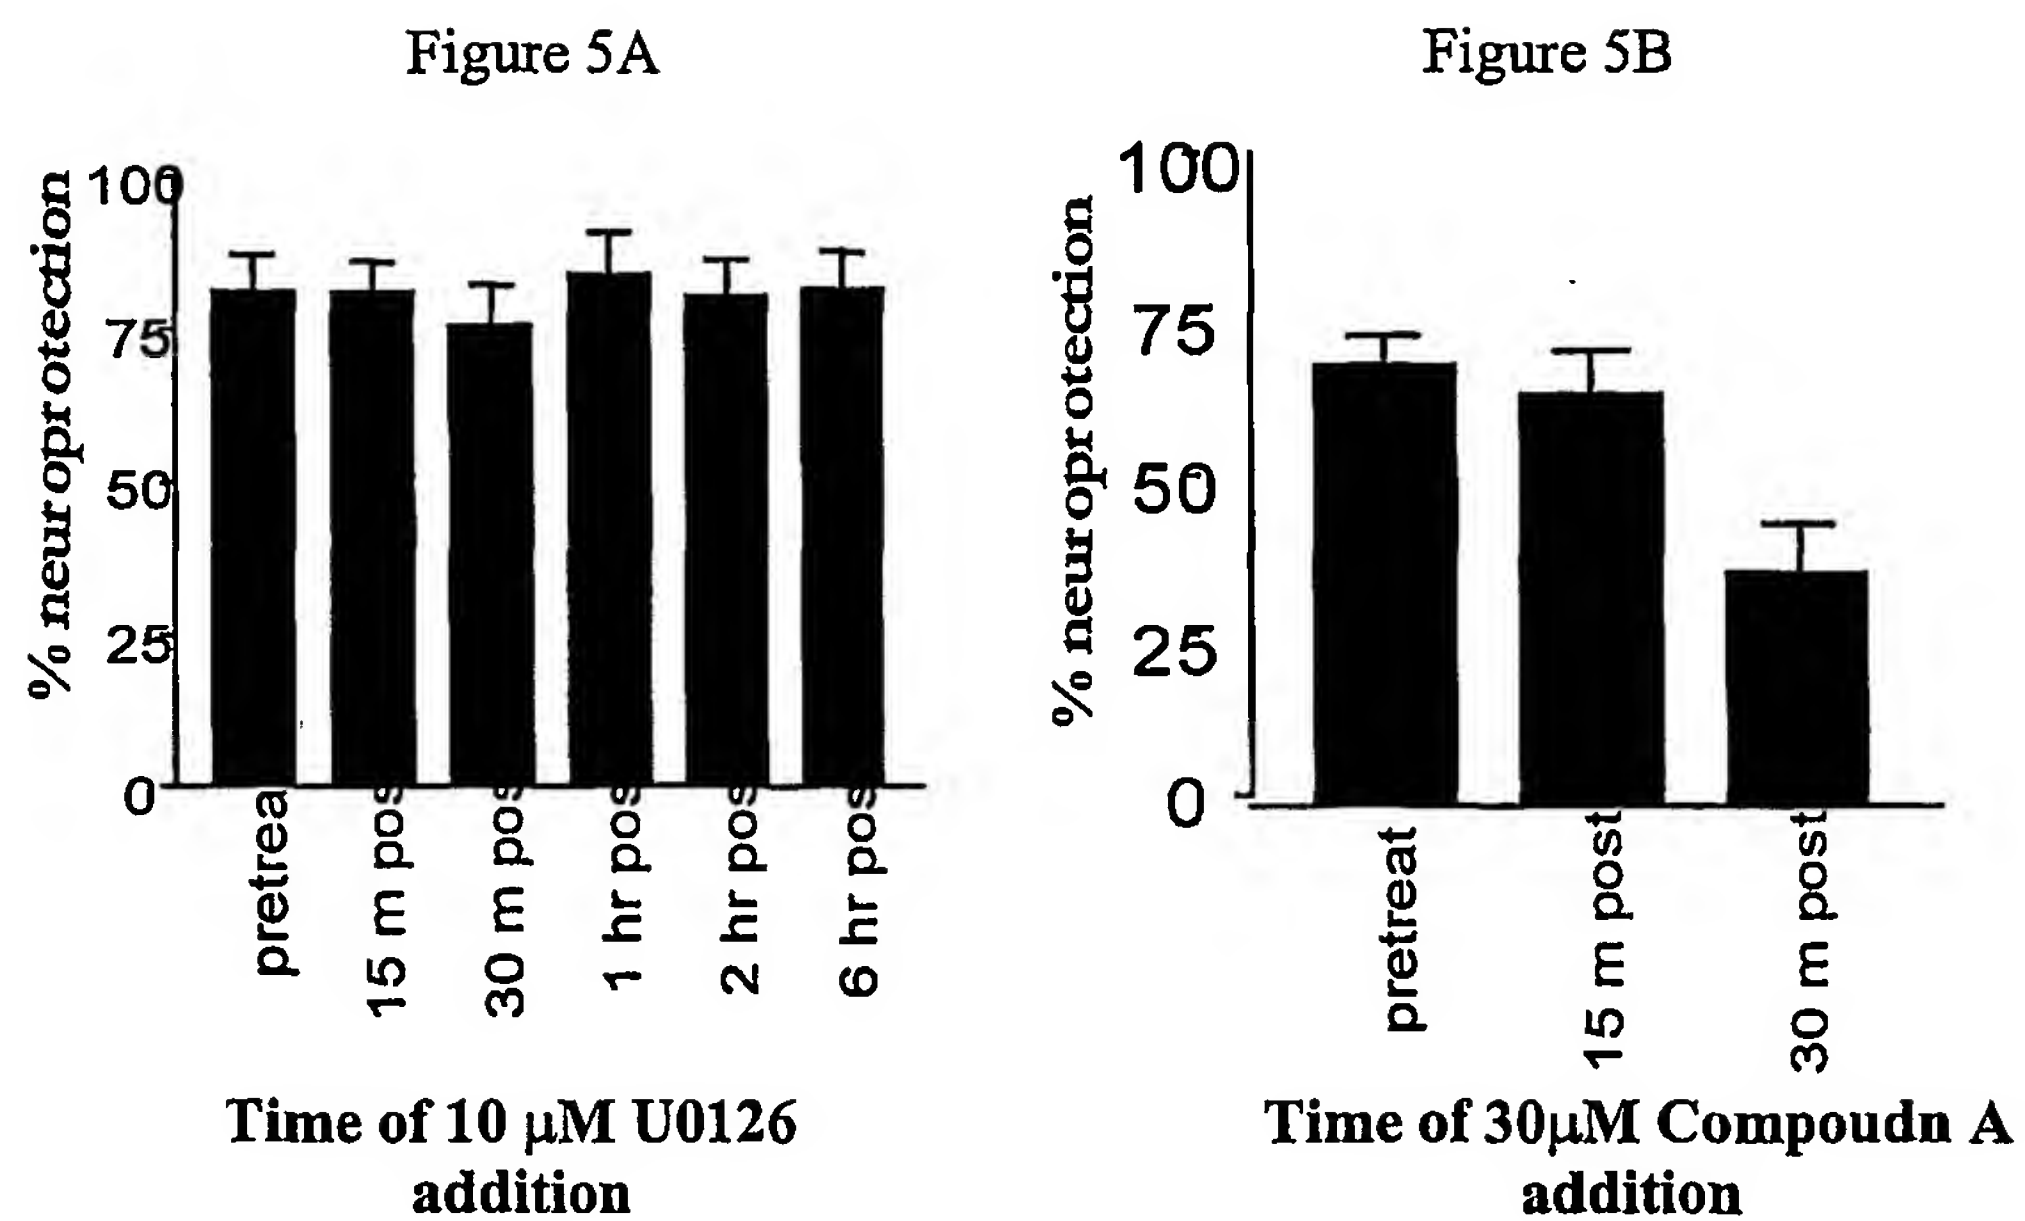 Figure 5A
% neuroprotection
100
75
50
25
0
pretrea
15 m pos
30 m pos
1 hr pos
2 hr pos
6 hr pos
Time of 10 µM U0126
addition
Figure 5B
% neuroprotection
100
75
50
25
0
pretreat
15 m post
30 m post
Time of 30µM Compoudn A
addition